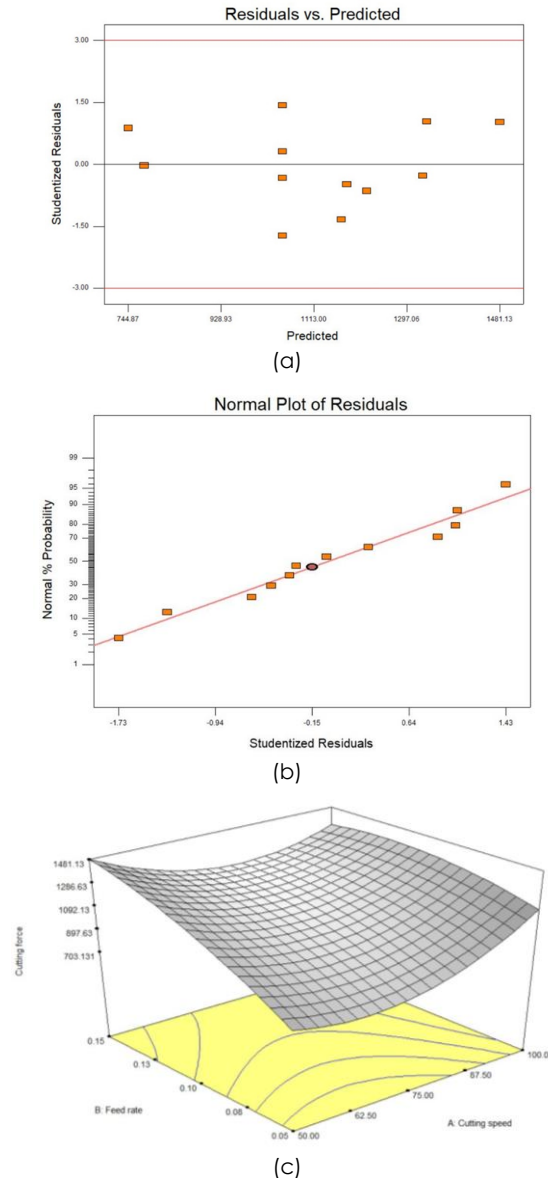 Residuals vs. Predicted
3.00
1.50
0.00
-1.50
-3.00
Studentized Residuals
744.87 928.93 1113.00 1297.06 1481.13
Predicted
(a)
Normal Plot of Residuals
99
95
90
80
70
50
30
20
10
5
1
Normal % Probability
-1.73 -0.94 -0.15 0.64 1.43
Studentized Residuals
(b)
1481.13
1286.63
1092.13
897.63
703.131
Cutting force
0.15
0.13
0.10
0.08
0.05
B: Feed rate
50.00
62.50
75.00
87.50
100.0
A: Cutting speed
(c)